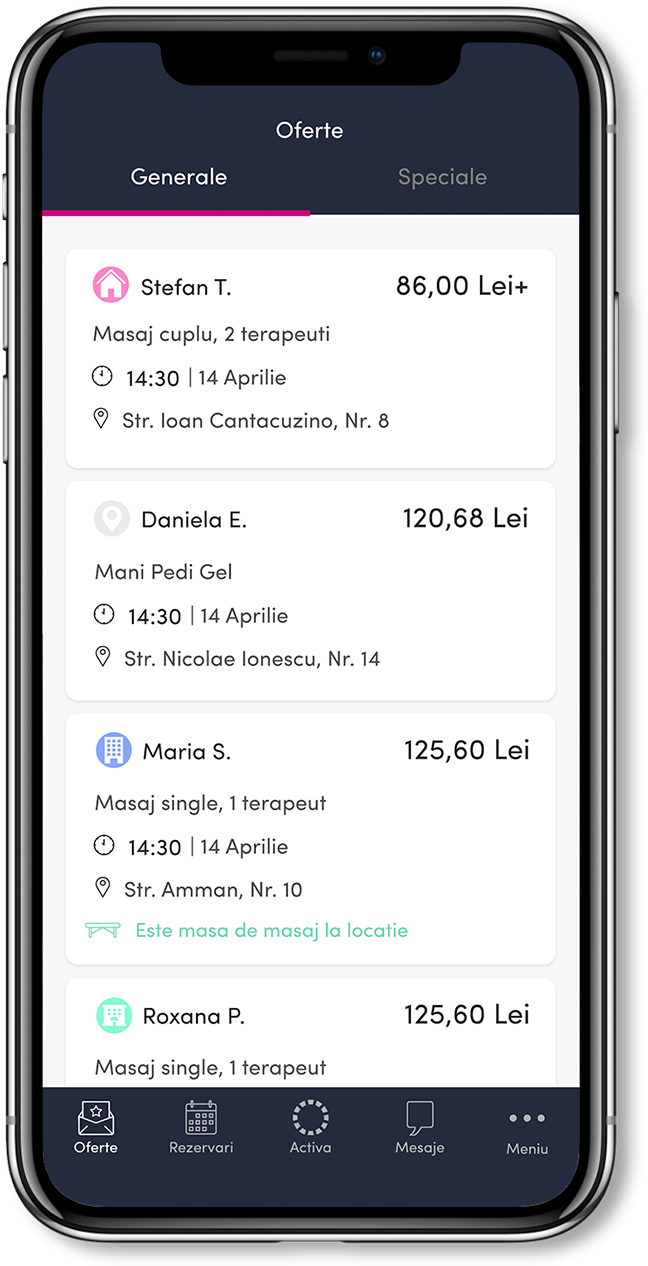 Oferte
Generale Speciale
Stefan T. 86,00 Lei+
Masaj cuplu, 2 terapeuti
14:30 | 14 Aprilie
Str. Ioan Cantacuzino, Nr. 8
Daniela E. 120,68 Lei
Mani Pedi Gel
14:30 | 14 Aprilie
Str. Nicolae Ionescu, Nr. 14
Maria S. 125,60 Lei
Masaj single, 1 terapeut
14:30 | 14 Aprilie
Str. Amman, Nr. 10
Este masa de masaj la locatie
Roxana P. 125,60 Lei
Masaj single, 1 terapeut
Oferte Rezervari Activa Mesaje Meniu